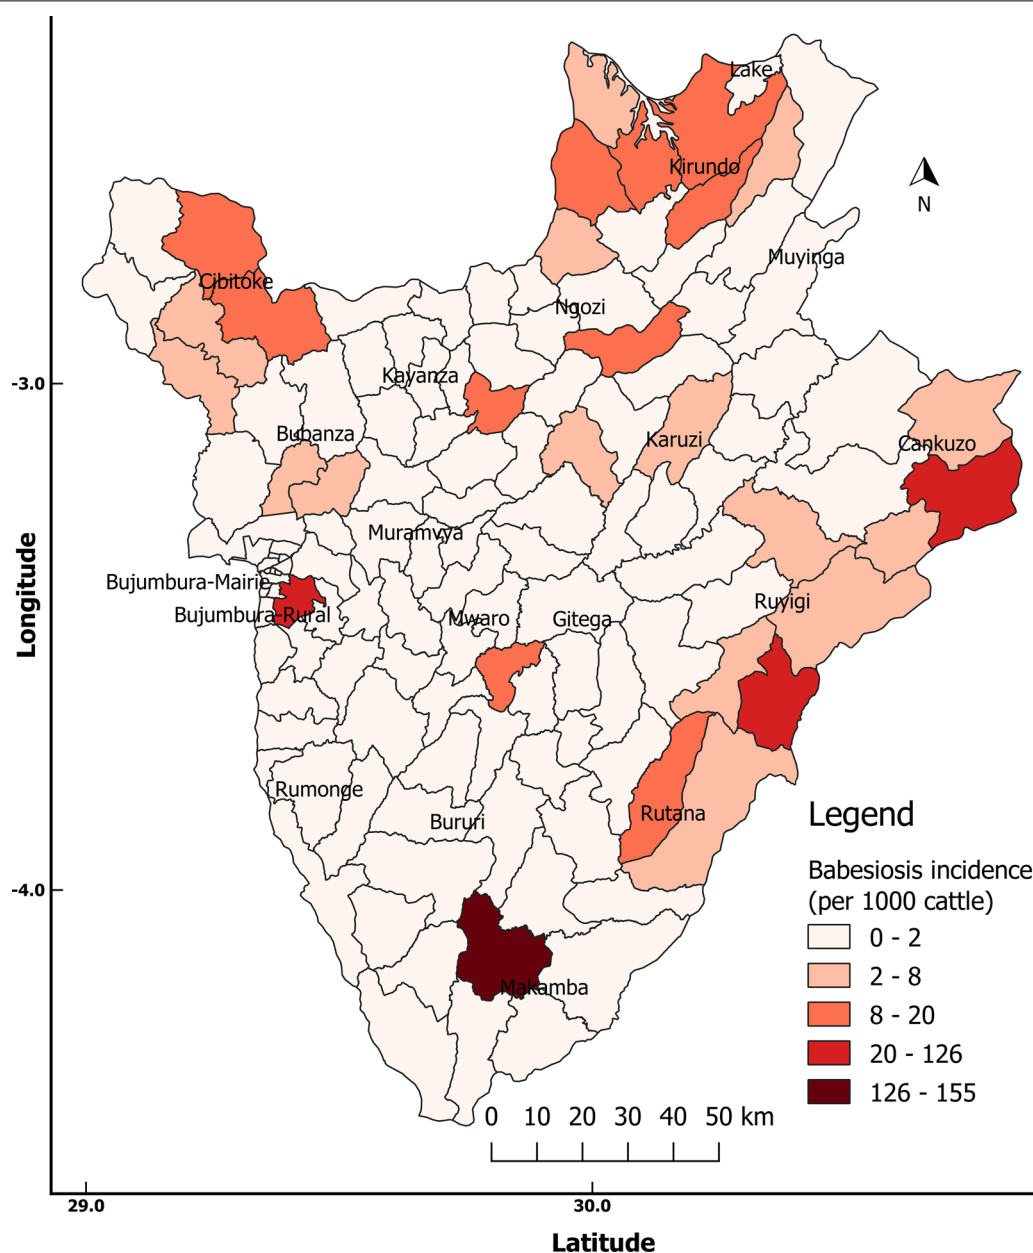 Lake
Kirundo
N
Muyinga
Cibitoke
Ngozi
-3.0
Kayanza
Bubanza
Karuzi
Cankuzo
Muramvya
Bujumbura-Mairie
Bujumbura-Rural
Mwaro
Gitega
Ruyigi
Longitude
Rumonge
Bururi
Rutana
Legend
Babesiosis incidence
(per 1000 cattle)
-4.0
0 - 2
2 - 8
Makamba
8 - 20
20 - 126
126 - 155
0 10 20 30 40 50 km
29.0 30.0
Latitude